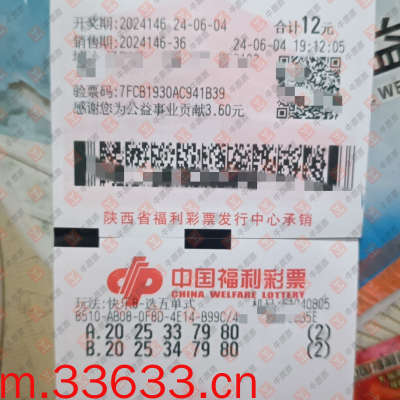 开奖期:2024146 24-06-04 合计12元
销售期:2024146-36 24-06-04 19:12:05
验票码:7FCB1930AC941B39
感谢您为公益事业贡献3.60元
陕西省福利彩票发行中心承销
中国福利彩票
CHINA WELFARE LOTTERY
玩法:快乐8-选五单式
A.20 25 33 79 80 (2)
B.20 25 34 79 80 (2)
m.33633.cn